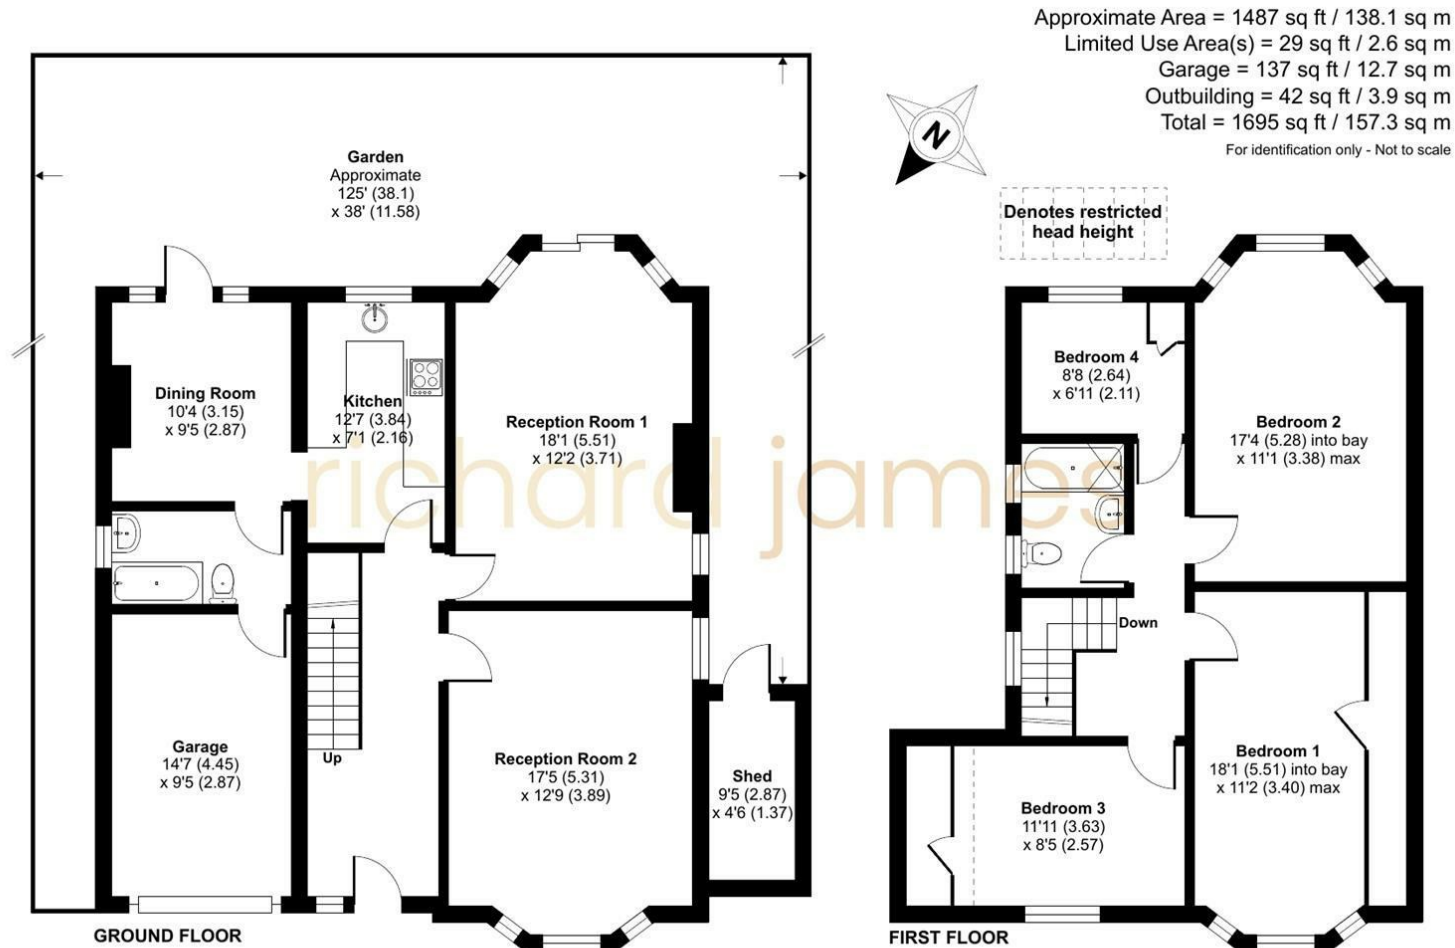 Approximate Area = 1487 sq ft / 138.1 sq m
Limited Use Area(s) = 29 sq ft / 2.6 sq m
Garage = 137 sq ft / 12.7 sq m
Outbuilding = 42 sq ft / 3.9 sq m
Total = 1695 sq ft / 157.3 sq m
For identification only - Not to scale
N
Denotes restricted
head height
Garden
Approximate
125' (38.1)
x 38' (11.58)
Dining Room
10'4 (3.15)
x 9'5 (2.87)
Kitchen
12'7 (3.84)
x 7'1 (2.16)
Reception Room 1
18'1 (5.51)
x 12'2 (3.71)
richard james
Garage
14'7 (4.45)
x 9'5 (2.87)
Up
Reception Room 2
17'5 (5.31)
x 12'9 (3.89)
Shed
9'5 (2.87)
x 4'6 (1.37)
GROUND FLOOR
Bedroom 4
8'8 (2.64)
x 6'11 (2.11)
Bedroom 2
17'4 (5.28) into bay
x 11'1 (3.38) max
Down
Bedroom 1
18'1 (5.51) into bay
x 11'2 (3.40) max
Bedroom 3
11'11 (3.63)
x 8'5 (2.57)
FIRST FLOOR